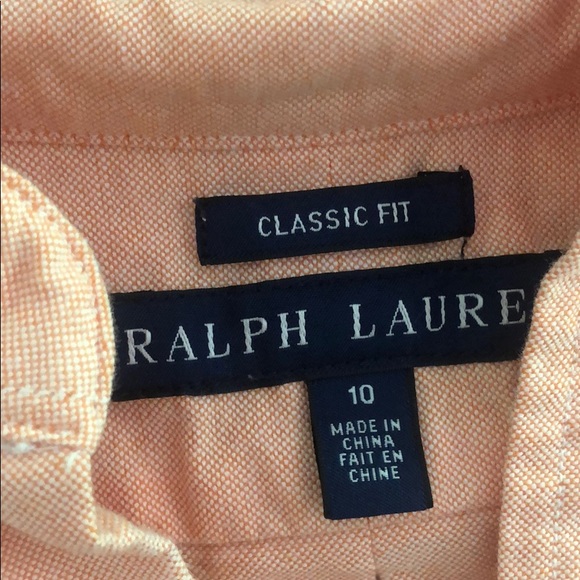 CLASSIC FIT
RALPH LAURE
10
MADE IN
CHINA
FAIT EN
CHINE